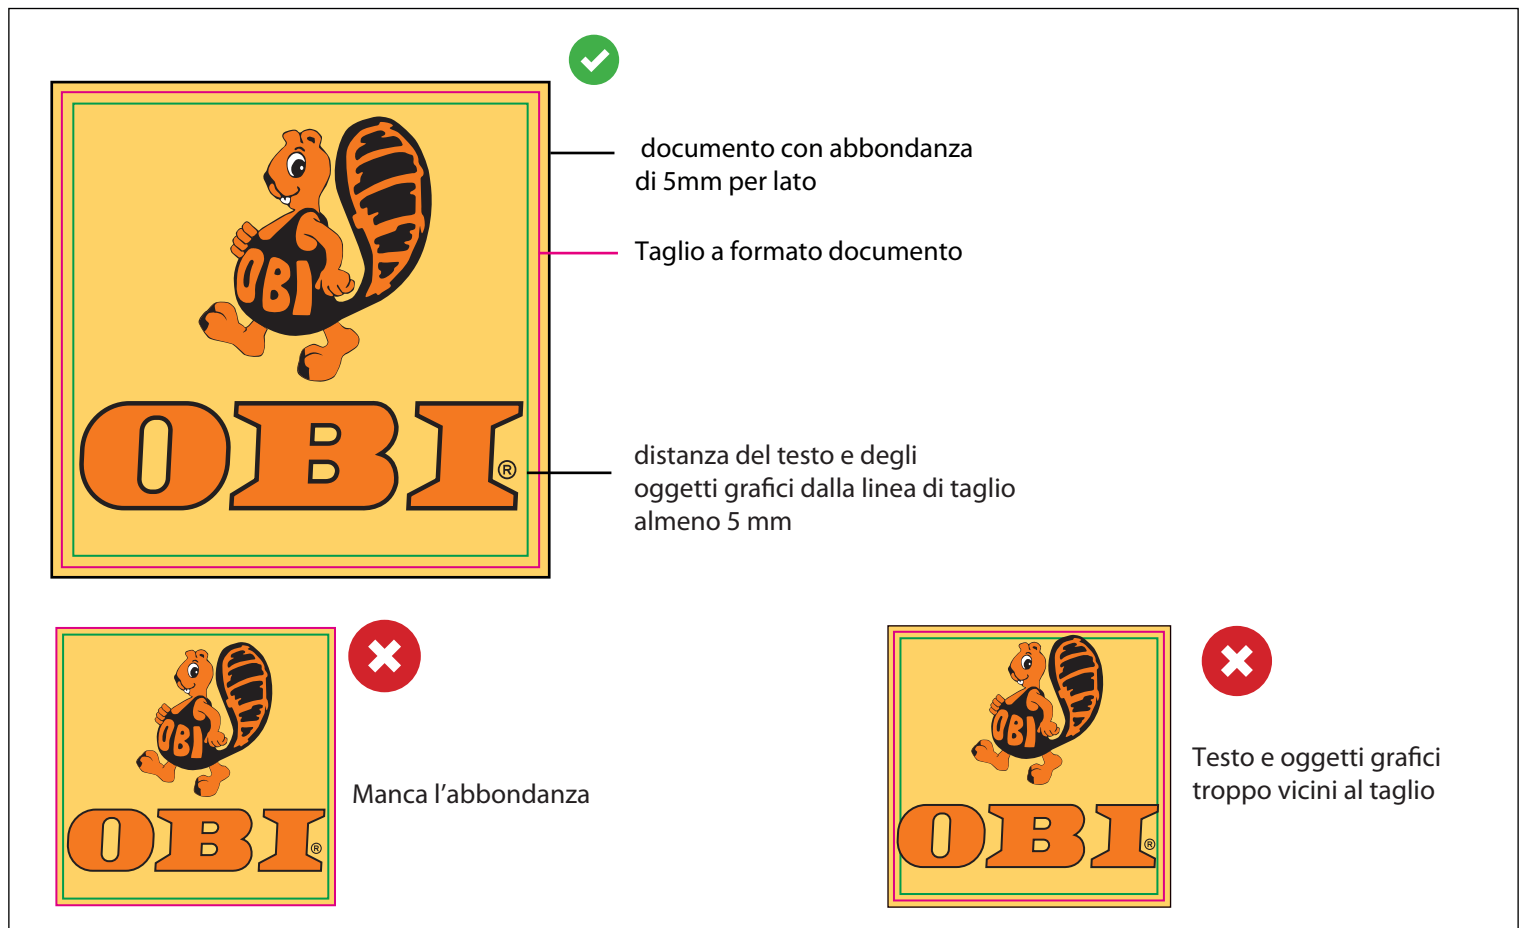 documento con abbondanza
di 5mm per lato
Taglio a formato documento
OBI
OBI®
distanza del testo e degli
oggetti grafici dalla linea di taglio
almeno 5 mm
OBI
OBI®
Manca l'abbondanza
OBI
OBI®
Testo e oggetti grafici
troppo vicini al taglio